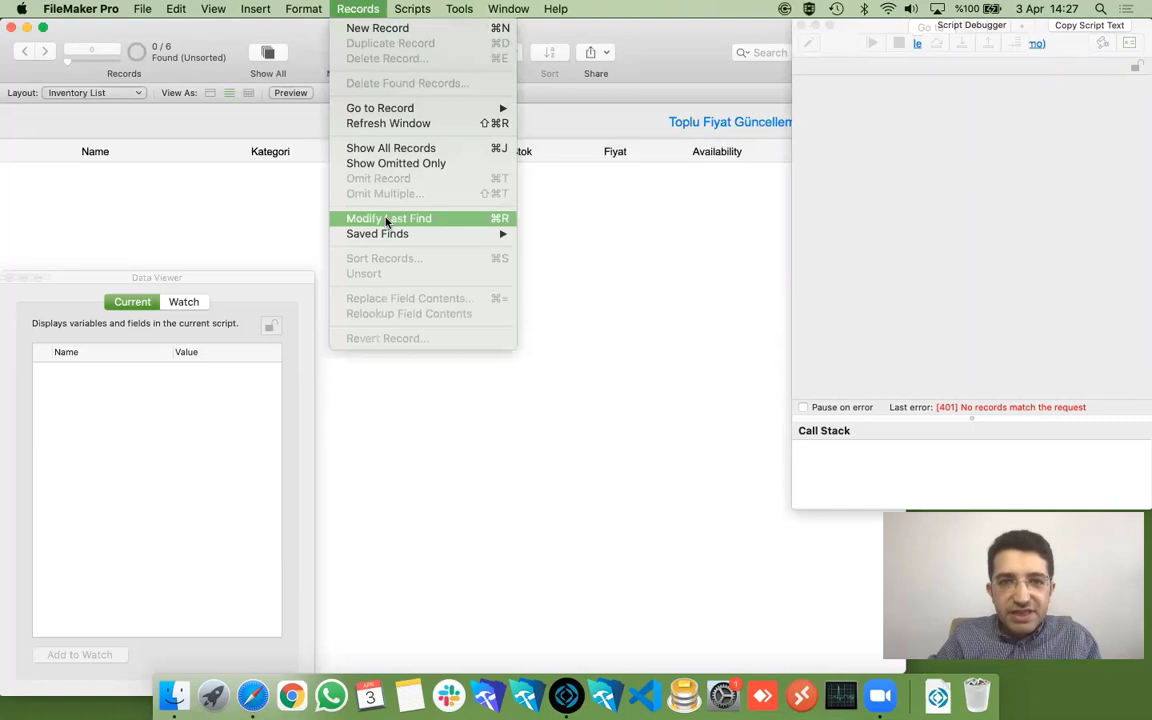 FileMaker Pro File Edit View Insert Format Records Scripts Tools Window Help %100 3 Apr 14:27
0
0 / 6
Found (Unsorted)
Records
Show All
Sort
Share
Search
Layout: Inventory List View As: Preview
Toplu Fiyat Güncellem
Name Kategori Fiyat Availability
New Record ⌘N
Duplicate Record ⌘D
Delete Record... ⌘E
Delete Found Records...
Go to Record
Refresh Window ⇧⌘R
Show All Records ⌘J
Show Omitted Only
Omit Record ⌘T
Omit Multiple... ⇧⌘T
Modify Last Find ⌘R
Saved Finds
Sort Records... ⌘S
Unsort
Replace Field Contents... ⌘=
Relookup Field Contents
Revert Record...
Data Viewer
Current Watch
Displays variables and fields in the current script.
Name Value
Add to Watch
Script Debugger
Copy Script Text
le
mo)
Pause on error Last error: [401] No records match the request
Call Stack
APR
3
1